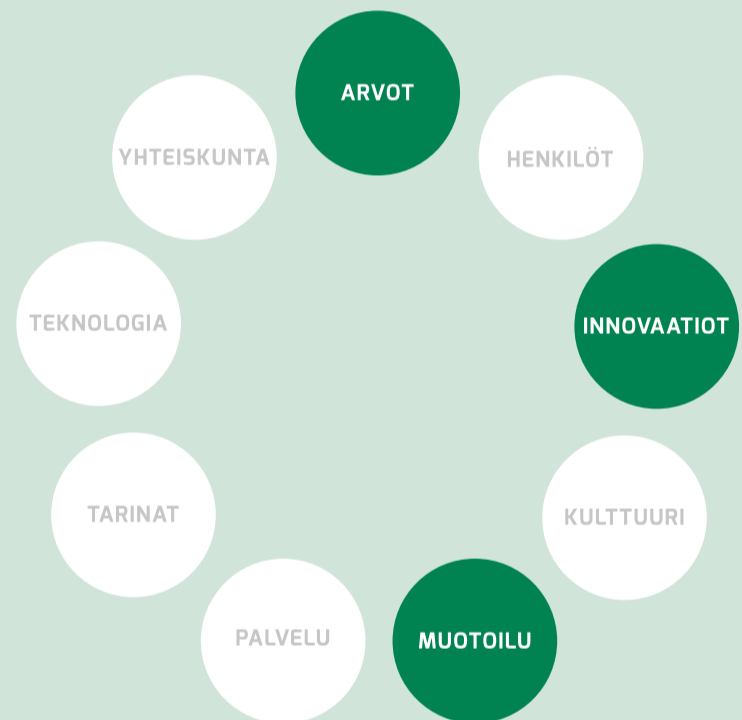 ARVOT
YHTEISKUNTA
HENKILÖT
TEKNOLOGIA
INNOVAATIOT
TARINAT
KULTTUURI
PALVELU
MUOTOILU